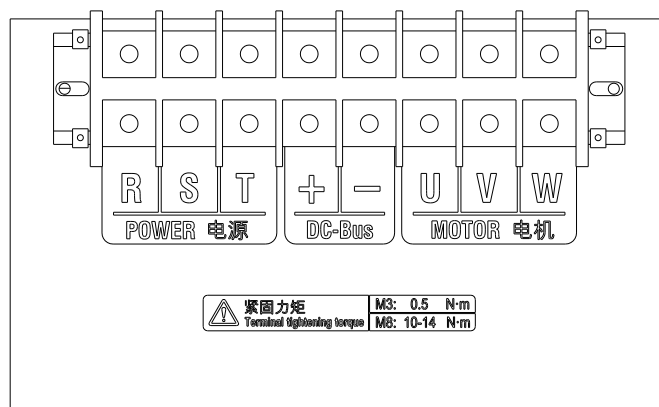 R S T + - U V W
POWER 电源 DC-Bus MOTOR 电机
紧固力矩 M3: 0.5 N·m
Terminal tightening torque M8: 10-14 N·m